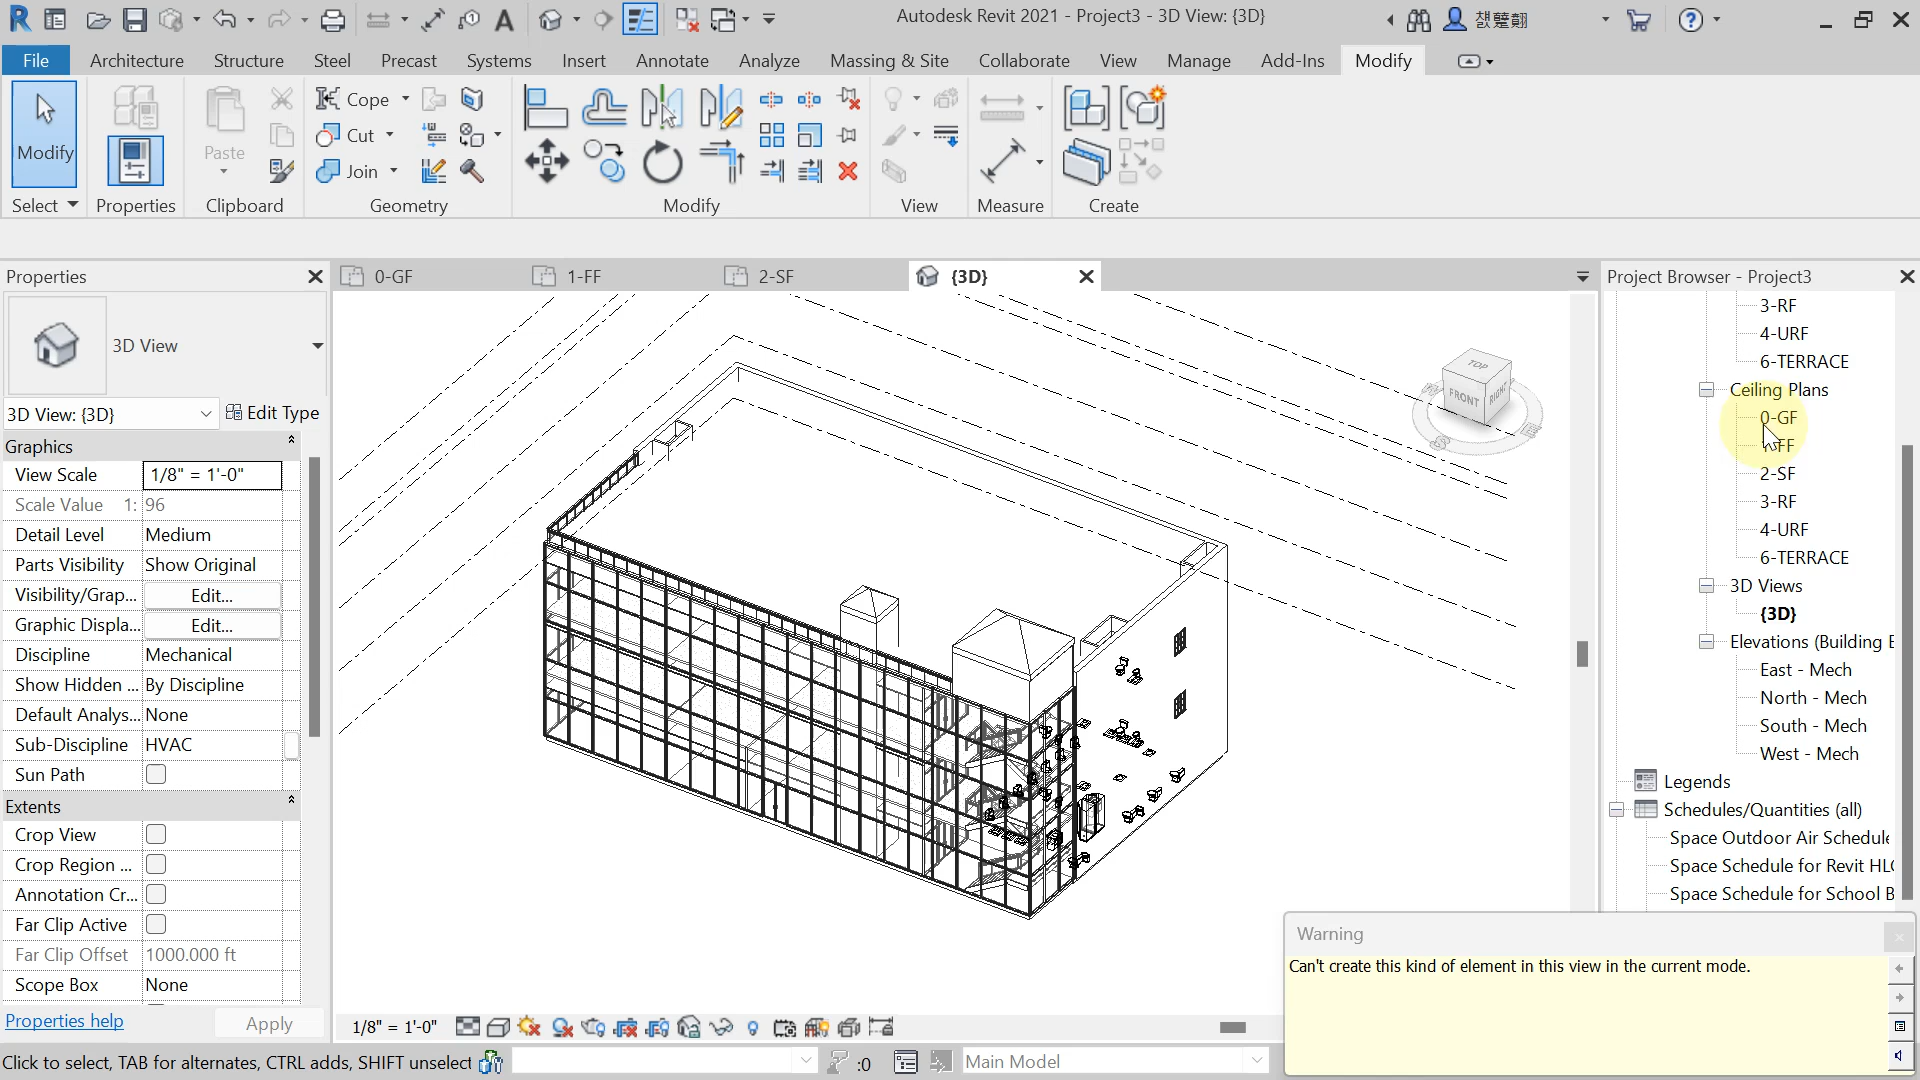 Autodesk Revit 2021 - Project3 - 3D View: {3D}
File Architecture Structure Steel Precast Systems Insert Annotate Analyze Massing & Site Collaborate View Manage Add-Ins Modify
Modify
Paste
Cope
Cut
Join
Select Properties Clipboard Geometry Modify View Measure Create
Properties
0-GF 1-FF 2-SF {3D}
Project Browser - Project3
3D View
3D View: {3D} Edit Type
Graphics
View Scale 1/8" = 1'-0"
Scale Value 1: 96
Detail Level Medium
Parts Visibility Show Original
Visibility/Grap... Edit...
Graphic Displa... Edit...
Discipline Mechanical
Show Hidden ... By Discipline
Default Analys... None
Sub-Discipline HVAC
Sun Path
Extents
Crop View
Crop Region ...
Annotation Cr...
Far Clip Active
Far Clip Offset 1000.000 ft
Scope Box None
Properties help Apply
TOP
FRONT
RIGHT
S
E
3-RF
4-URF
6-TERRACE
Ceiling Plans
0-GF
FF
2-SF
3-RF
4-URF
6-TERRACE
3D Views
{3D}
Elevations (Building E
East - Mech
North - Mech
South - Mech
West - Mech
Legends
Schedules/Quantities (all)
Space Outdoor Air Schedule
Space Schedule for Revit HL
Space Schedule for School B
Warning
Can't create this kind of element in this view in the current mode.
1/8" = 1'-0"
Click to select, TAB for alternates, CTRL adds, SHIFT unselect
:0
Main Model